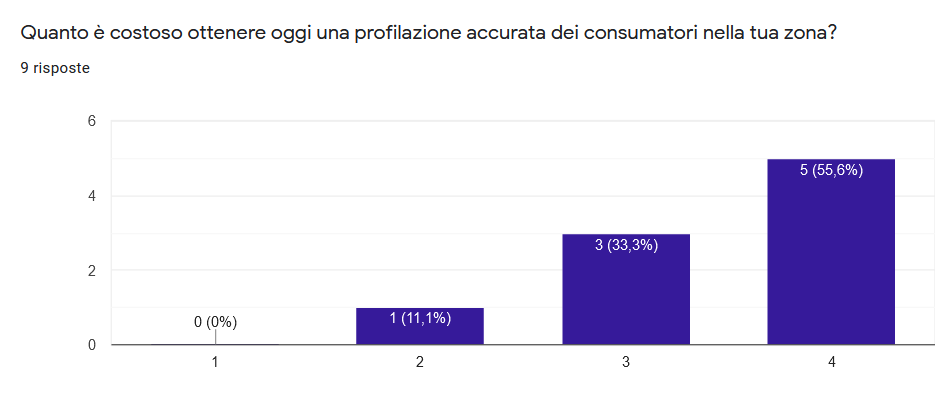 Quanto è costoso ottenere oggi una profilazione accurata dei consumatori nella tua zona?
9 risposte
6
4
2
0
0 (0%)
1 (11,1%)
3 (33,3%)
5 (55,6%)
1 2 3 4